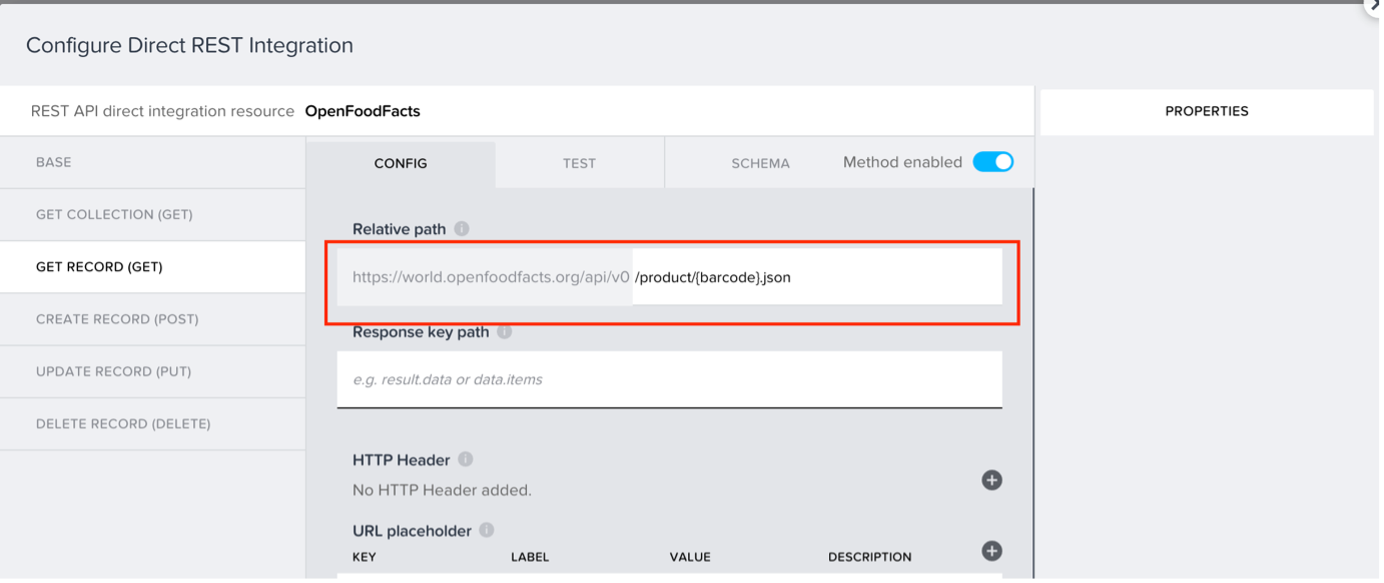 Configure Direct REST Integration
REST API direct integration resource OpenFoodFacts
PROPERTIES
BASE
CONFIG
TEST
SCHEMA
Method enabled
GET COLLECTION (GET)
GET RECORD (GET)
CREATE RECORD (POST)
UPDATE RECORD (PUT)
DELETE RECORD (DELETE)
Relative path
https://world.openfoodfacts.org/api/v0 /product/{barcode}.json
Response key path
e.g. result.data or data.items
HTTP Header
No HTTP Header added.
URL placeholder
KEY LABEL VALUE DESCRIPTION